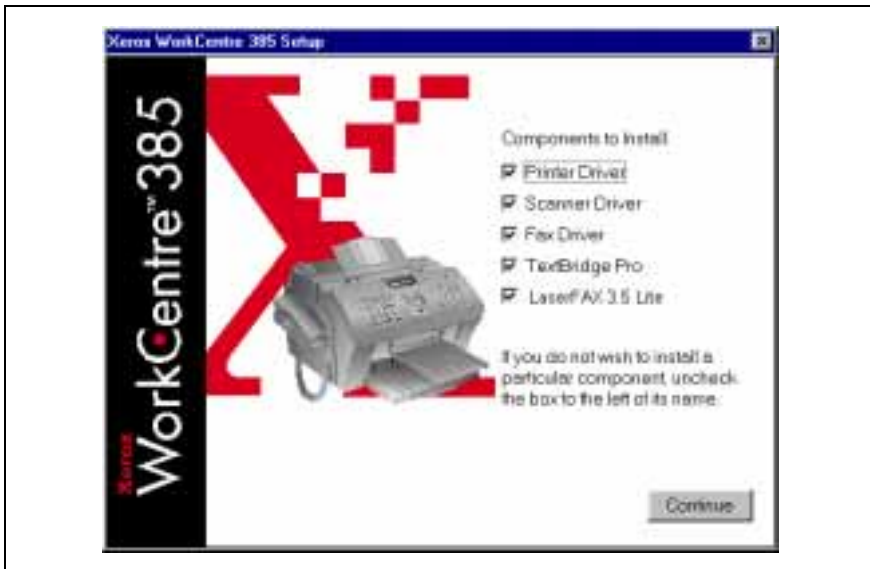 Xerox WorkCentre 385 Setup
Xerox
WorkCentre™385
Components to Install
Printer Driver
Scanner Driver
Fax Driver
TextBridge Pro
LaserFAX 3.5 Lite
If you do not wish to install a
particular component, uncheck
the box to the left of its name.
Continue